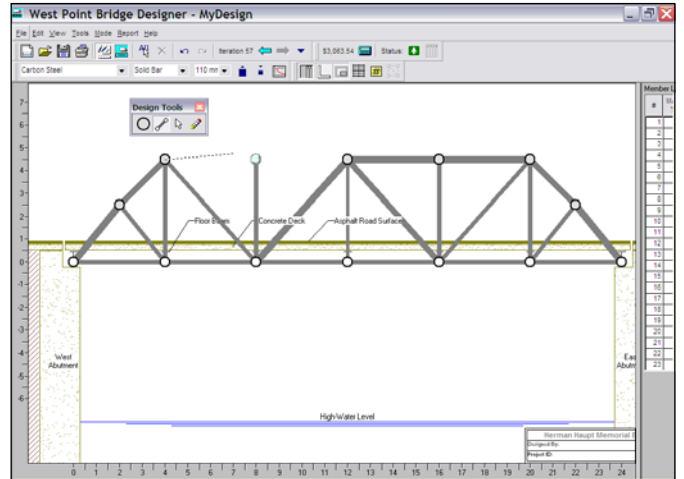 West Point Bridge Designer - MyDesign
File Edit View Tools Mode Report Help
teration 57 $3,063.54 Status:
Carbon Steel Solid Bar 110 mm
Member L
#
Design Tools
7
6
5
4
3
2
1
0
-1
-2
-3
-4
-5
-6
1
2
3
4
5
6
7
8
9
10
11
12
13
14
15
16
17
18
19
20
21
22
23
Concrete Deck
Asphalt Road Surface
West
Abutment
Eas
Abutm
High-Water Level
Herman Haupt Memorial B
Designed By:
Project ID:
0 1 2 3 4 5 6 7 8 9 10 11 12 13 14 15 16 17 18 19 20 21 22 23 24